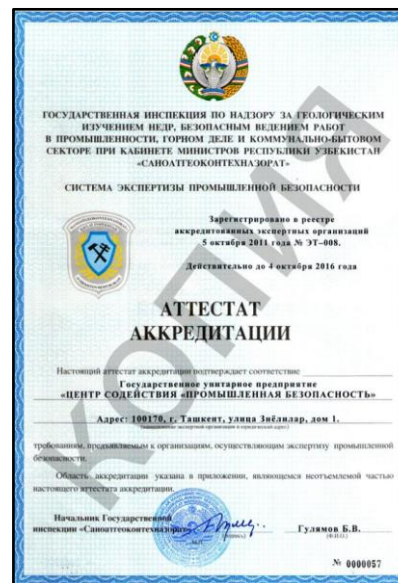 ГОСУДАРСТВЕННАЯ ИНСПЕКЦИЯ ПО НАДЗОРУ ЗА ГЕОЛОГИЧЕСКИМ
ИЗУЧЕНИЕМ НЕДР, БЕЗОПАСНЫМ ВЕДЕНИЕМ РАБОТ
В ПРОМЫШЛЕННОСТИ, ГОРНОМ ДЕЛЕ И КОММУНАЛЬНО-БЫТОВОМ
СЕКТОРЕ ПРИ КАБИНЕТЕ МИНИСТРОВ РЕСПУБЛИКИ УЗБЕКИСТАН
«САНОАТГЕОКОНТЕХНАЗОРАТ»
СИСТЕМА ЭКСПЕРТИЗЫ ПРОМЫШЛЕННОЙ БЕЗОПАСНОСТИ
Зарегистрировано в реестре
аккредитованных экспертных организаций
5 октября 2011 года № ЭТ-008.
Действительно до 4 октября 2016 года
АТТЕСТАТ
АККРЕДИТАЦИИ
Настоящий аттестат аккредитации подтверждает соответствие
Государственное унитарное предприятие
«ЦЕНТР СОДЕЙСТВИЯ «ПРОМЫШЛЕННАЯ БЕЗОПАСНОСТЬ»
Адрес: 100170, г. Ташкент, улица Зиёлилар, дом 1.
требованиям, предъявляемым к организациям, осуществляющим экспертизу промышленной
безопасности.
Область аккредитации указана в приложении, являющемся неотъемлемой частью
настоящего аттестата аккредитации.
Начальник Государственной
инспекции «Саноатгеоконтехназорат»
Гулямов Б.В.
(подпись)
(Ф.И.О.)
№ 0000057
КОПИЯ